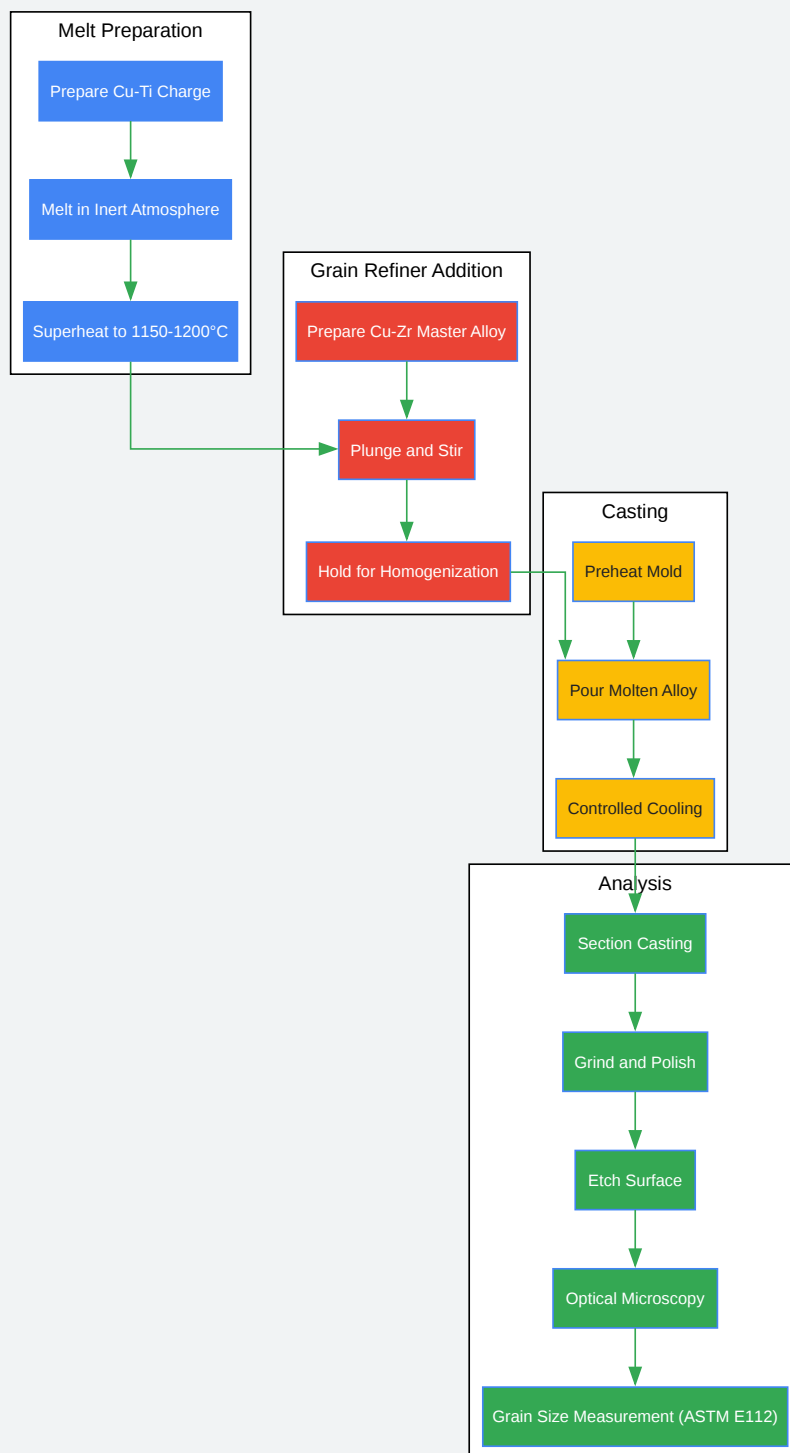 Melt Preparation
Prepare Cu-Ti Charge
Melt in Inert Atmosphere
Superheat to 1150-1200°C
Grain Refiner Addition
Prepare Cu-Zr Master Alloy
Plunge and Stir
Hold for Homogenization
Casting
Preheat Mold
Pour Molten Alloy
Controlled Cooling
Analysis
Section Casting
Grind and Polish
Etch Surface
Optical Microscopy
Grain Size Measurement (ASTM E112)